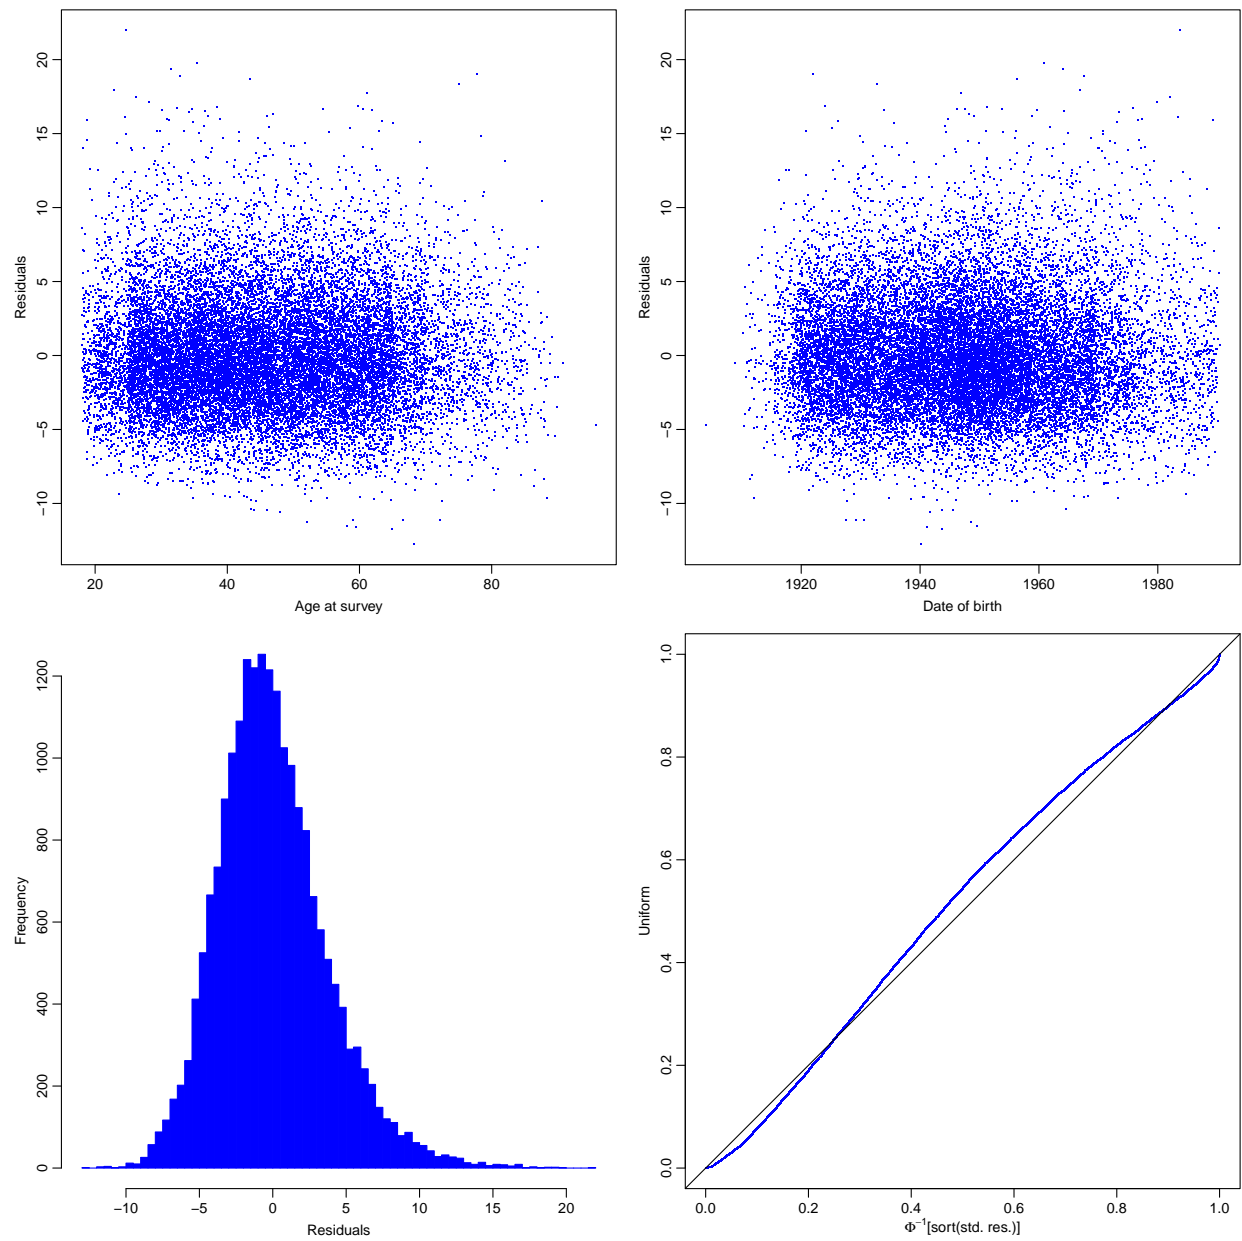 20
15
10
5
0
−5
−10
Residuals
20 40 60 80
Age at survey
20
15
10
5
0
−5
−10
Residuals
1920 1940 1960 1980
Date of birth
1200
1000
800
600
400
200
0
Frequency
−10 −5 0 5 10 15 20
Residuals
1.0
0.8
0.6
0.4
0.2
0.0
Uniform
0.0 0.2 0.4 0.6 0.8 1.0
Φ⁻¹[sort(std. res.)]